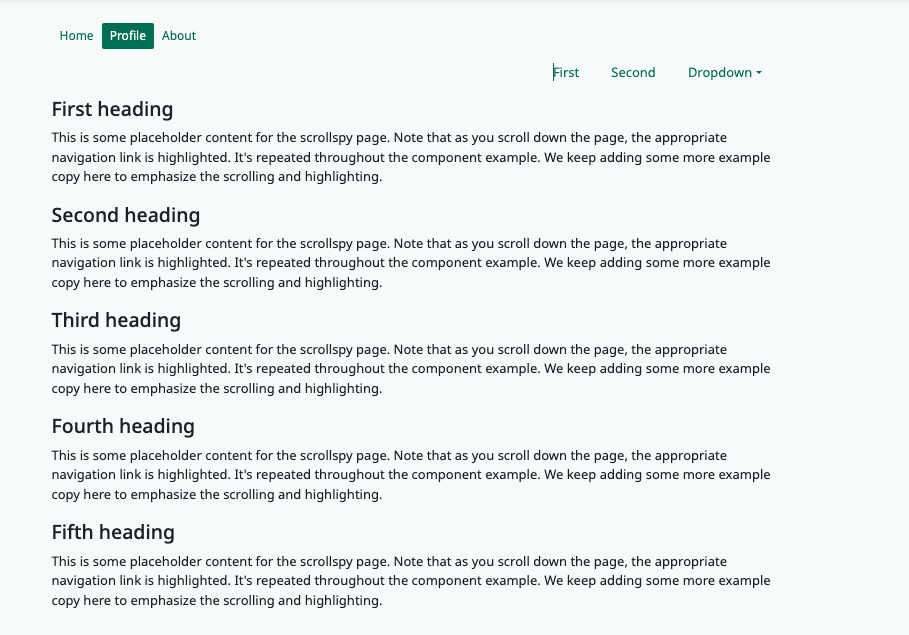 Home Profile About
First Second Dropdown
First heading
This is some placeholder content for the scrollspy page. Note that as you scroll down the page, the appropriate
navigation link is highlighted. It's repeated throughout the component example. We keep adding some more example
copy here to emphasize the scrolling and highlighting.
Second heading
This is some placeholder content for the scrollspy page. Note that as you scroll down the page, the appropriate
navigation link is highlighted. It's repeated throughout the component example. We keep adding some more example
copy here to emphasize the scrolling and highlighting.
Third heading
This is some placeholder content for the scrollspy page. Note that as you scroll down the page, the appropriate
navigation link is highlighted. It's repeated throughout the component example. We keep adding some more example
copy here to emphasize the scrolling and highlighting.
Fourth heading
This is some placeholder content for the scrollspy page. Note that as you scroll down the page, the appropriate
navigation link is highlighted. It's repeated throughout the component example. We keep adding some more example
copy here to emphasize the scrolling and highlighting.
Fifth heading
This is some placeholder content for the scrollspy page. Note that as you scroll down the page, the appropriate
navigation link is highlighted. It's repeated throughout the component example. We keep adding some more example
copy here to emphasize the scrolling and highlighting.